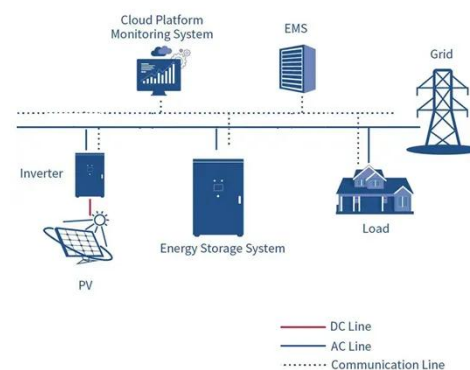 Cloud Platform
Monitoring System
EMS
Grid
Inverter
Energy Storage System
Load
PV
DC Line
AC Line
Communication Line